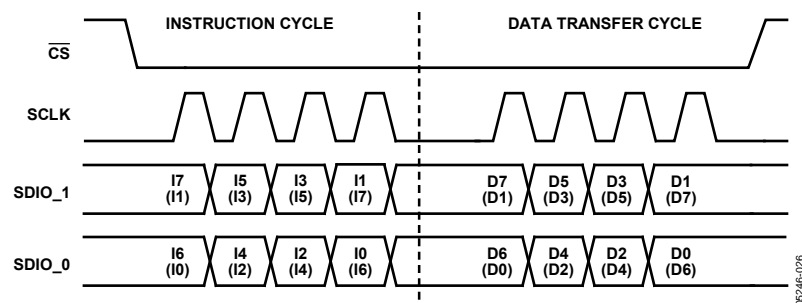 INSTRUCTION CYCLE DATA TRANSFER CYCLE
CS
SCLK
SDIO_1
I7 I5 I3 I1 D7 D5 D3 D1
(I1) (I3) (I5) (I7) (D1) (D3) (D5) (D7)
SDIO_0
I6 I4 I2 I0 D6 D4 D2 D0
(I0) (I2) (I4) (I6) (D0) (D2) (D4) (D6)
06246-026